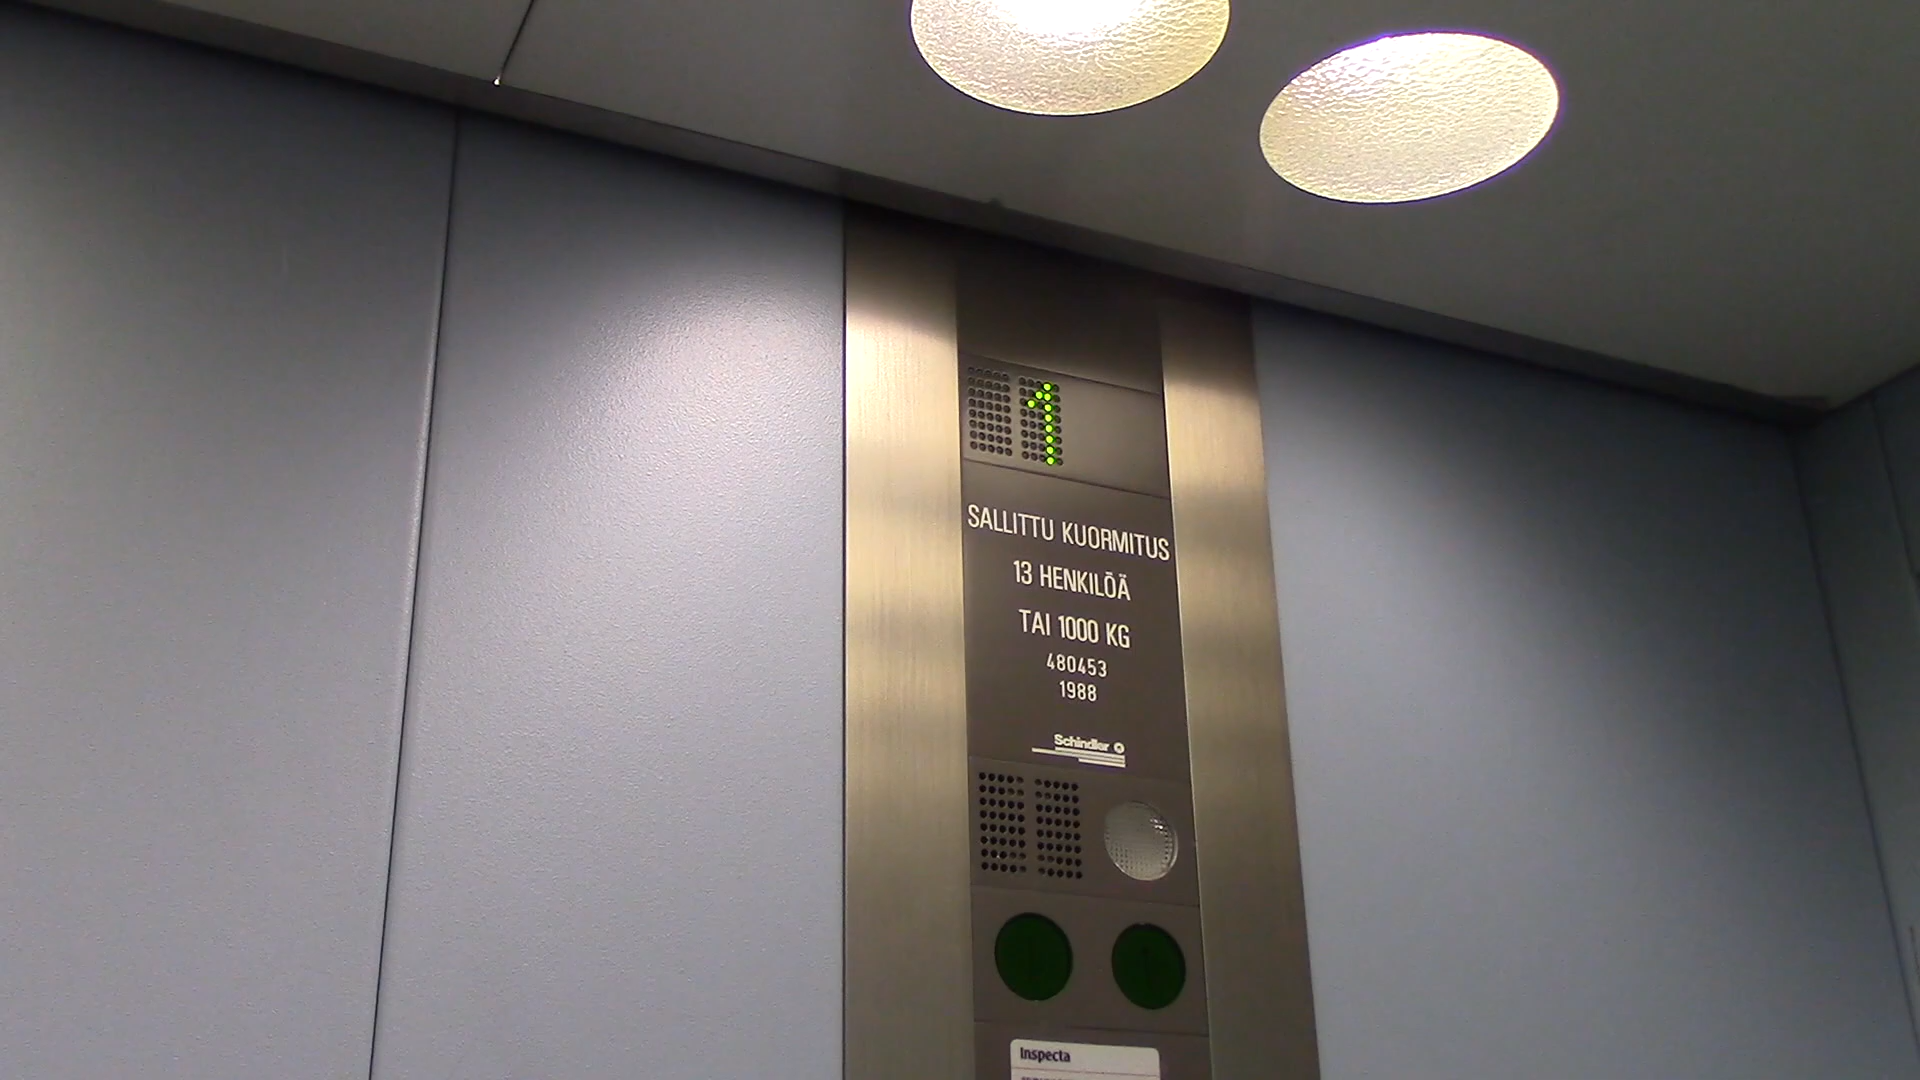 1
SALLITTU KUORMITUS
13 HENKILÖÄ
TAI 1000 KG
480453
1988
Schindler
Inspecta